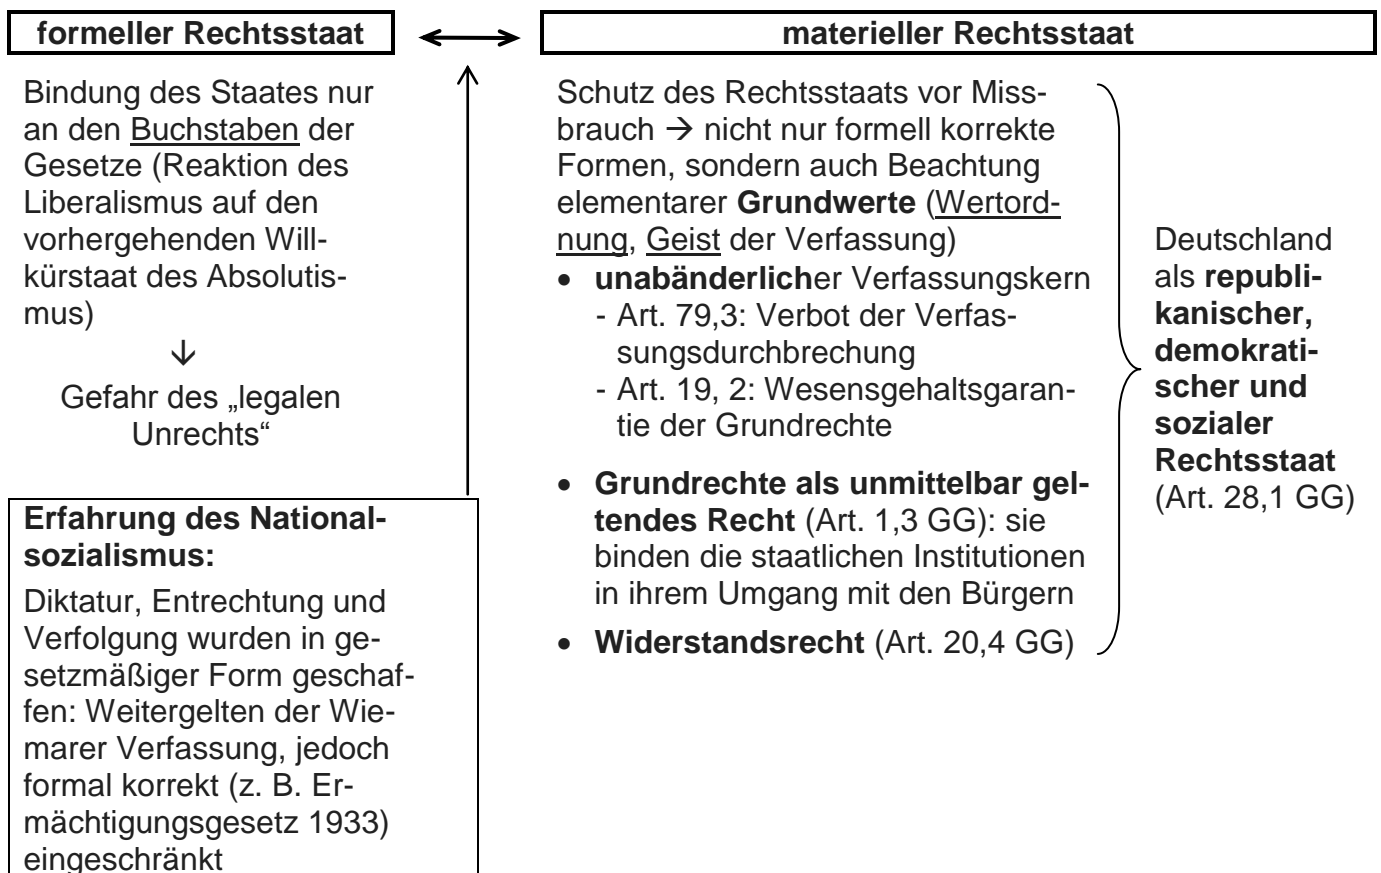 formeller Rechtsstaat
Bindung des Staates nur
an den Buchstaben der
Gesetze (Reaktion des
Liberalismus auf den
vorhergehenden Will-
kürstaat des Absolutis-
mus)
Gefahr des „legalen
Unrechts“
Erfahrung des National-
sozialismus:
Diktatur, Entrechtung und
Verfolgung wurden in ge-
setzmäßiger Form geschaf-
fen: Weitergelten der Wie-
marer Verfassung, jedoch
formal korrekt (z. B. Er-
mächtigungsgesetz 1933)
eingeschränkt
materieller Rechtsstaat
Schutz des Rechtsstaats vor Miss-
brauch → nicht nur formell korrekte
Formen, sondern auch Beachtung
elementarer Grundwerte (Wertord-
nung, Geist der Verfassung)
• unabänderlicher Verfassungskern
- Art. 79,3: Verbot der Verfas-
sungsdurchbrechung
- Art. 19, 2: Wesensgehaltsgaran-
tie der Grundrechte
• Grundrechte als unmittelbar gel-
tendes Recht (Art. 1,3 GG): sie
binden die staatlichen Institutionen
in ihrem Umgang mit den Bürgern
• Widerstandsrecht (Art. 20,4 GG)
Deutschland
als republi-
kanischer,
demokrati-
scher und
sozialer
Rechtsstaat
(Art. 28,1 GG)